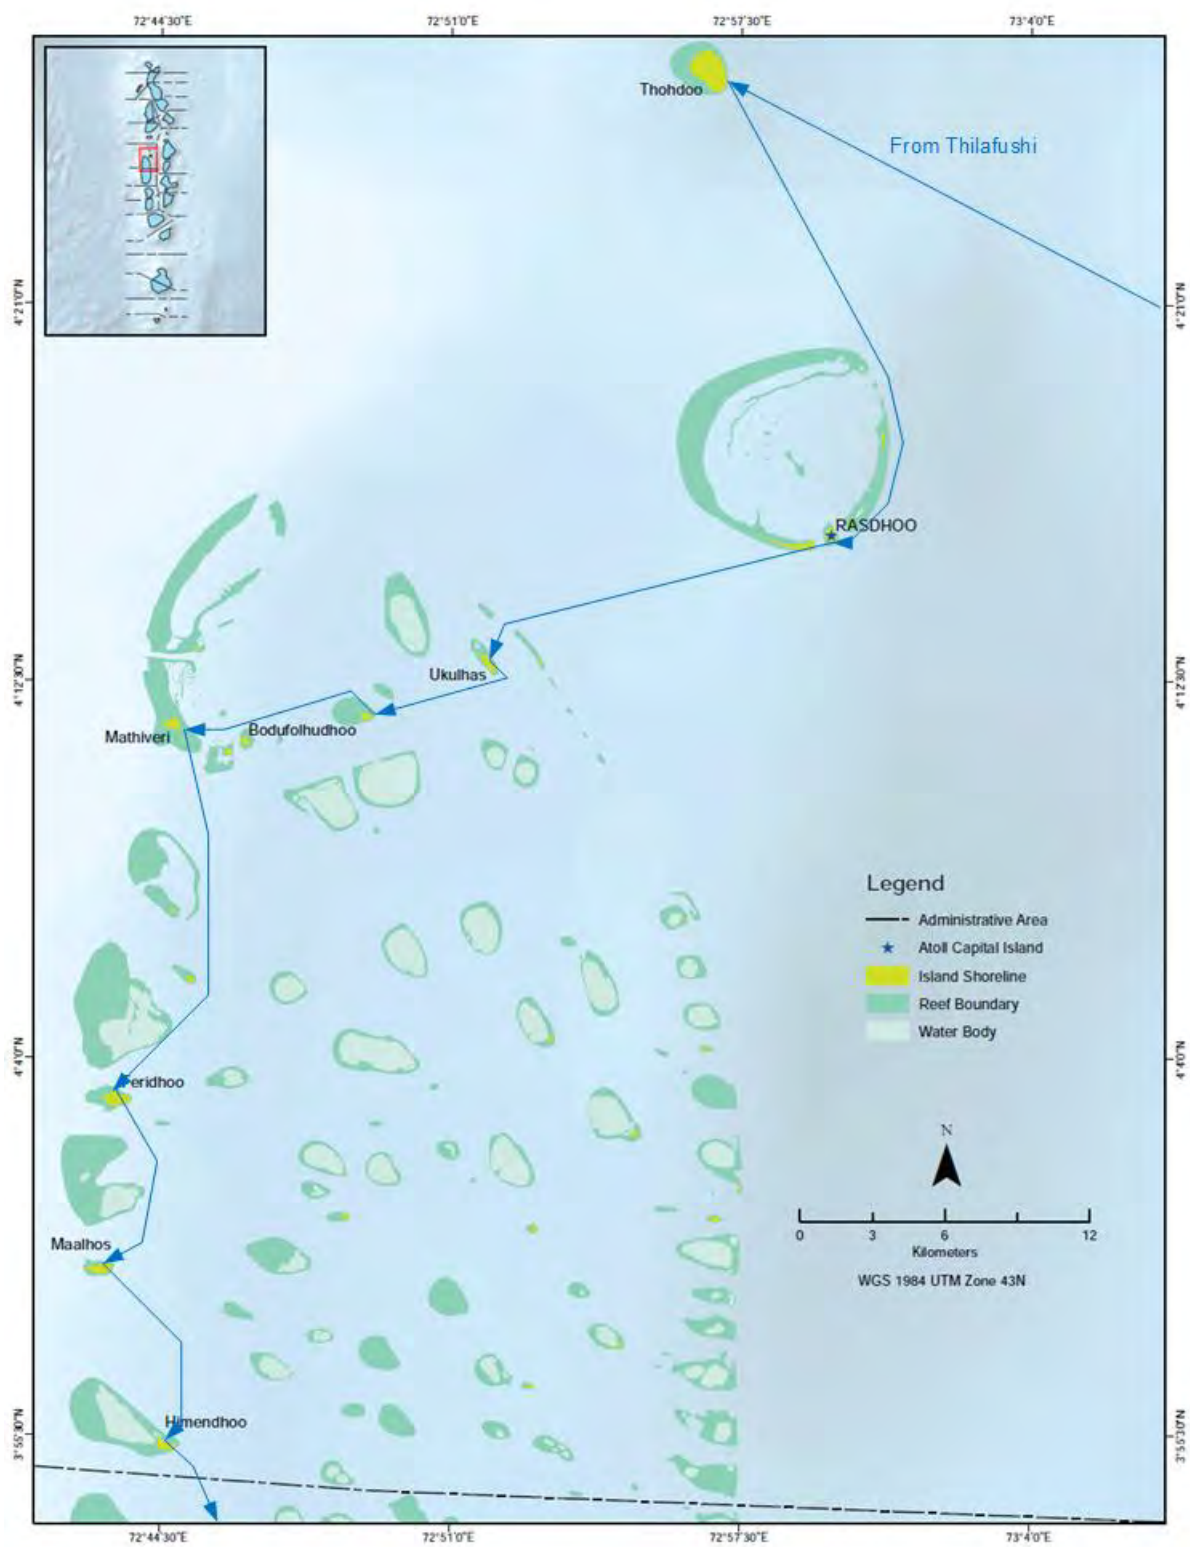 72°44'30"E
72°51'0"E
72°57'30"E
73°4'0"E
Thohdoo
From Thilafushi
4°21'0"N
4°21'0"N
RASDHOO
Ukulhas
4°12'30"N
4°12'30"N
Bodufolhudhoo
Mathiveri
Legend
Administrative Area
Atoll Capital Island
Island Shoreline
Reef Boundary
Water Body
4°4'0"N
4°4'0"N
Feridhoo
N
0 3 6 12
Kilometers
WGS 1984 UTM Zone 43N
Maalhos
Himendhoo
3°55'30"N
3°55'30"N
72°44'30"E
72°51'0"E
72°57'30"E
73°4'0"E